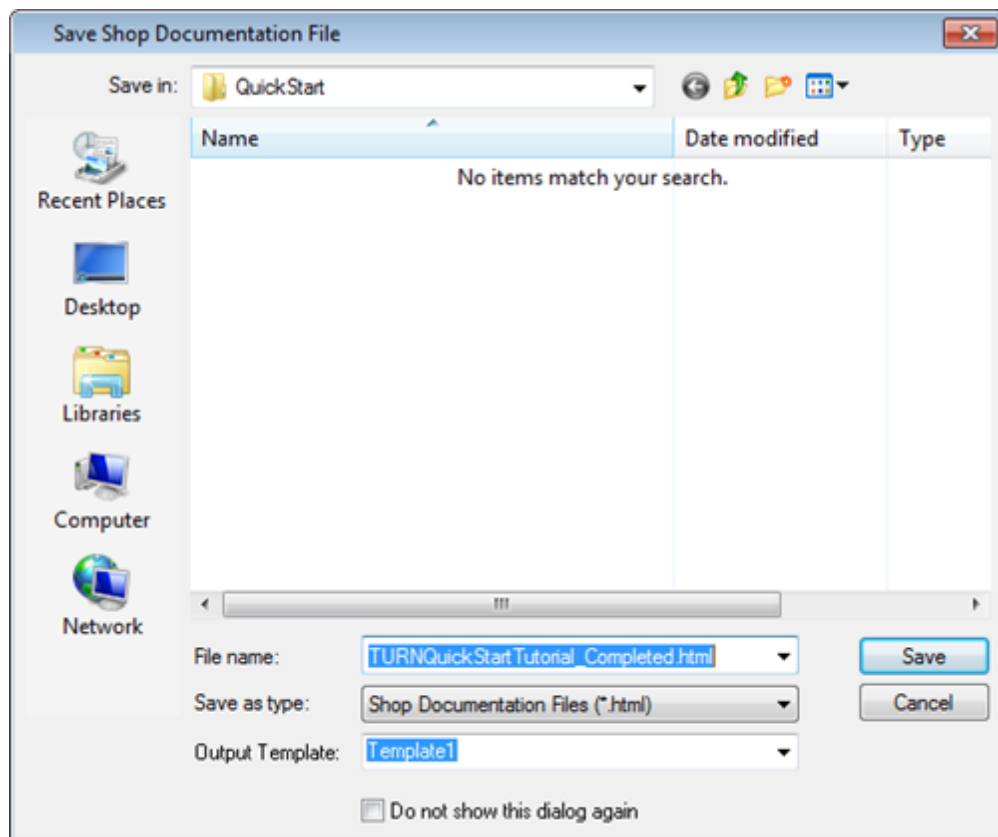 Save Shop Documentation File
Save in: QuickStart
Name Date modified Type
No items match your search.
Recent Places
Desktop
Libraries
Computer
Network
File name: TURNQuickStartTutorial_Completed.html Save
Save as type: Shop Documentation Files (*.html) Cancel
Output Template: Template1
Do not show this dialog again